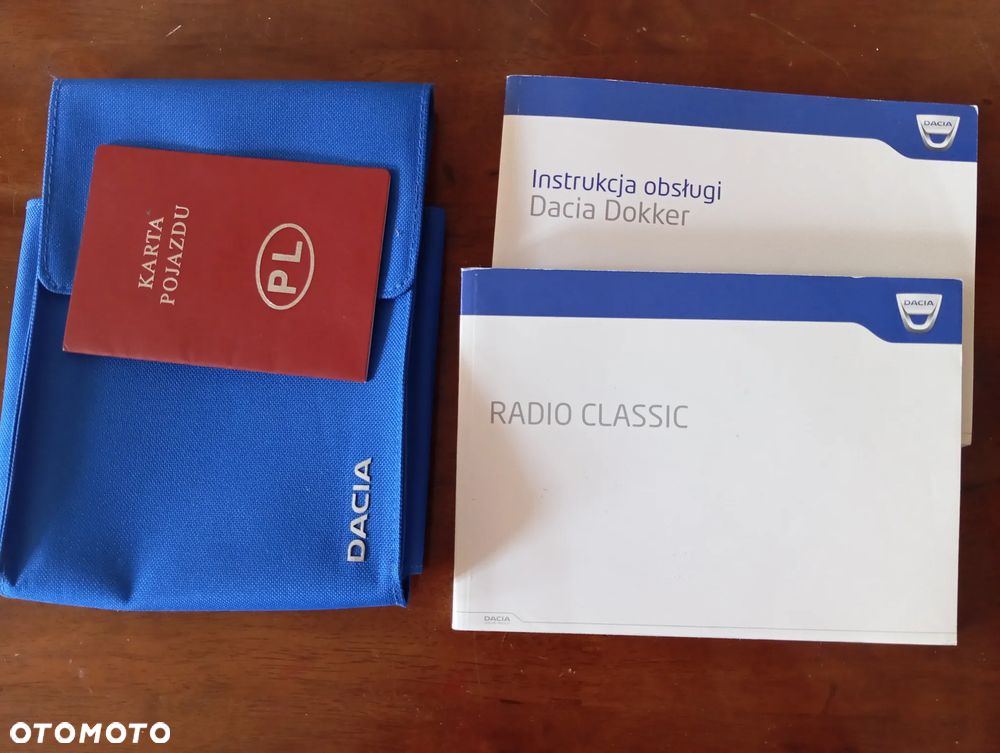 KARTA
POJAZDU
PL
DACIA
DACIA
Instrukcja obsługi
Dacia Dokker
DACIA
RADIO CLASSIC
DACIA
OTOMOTO